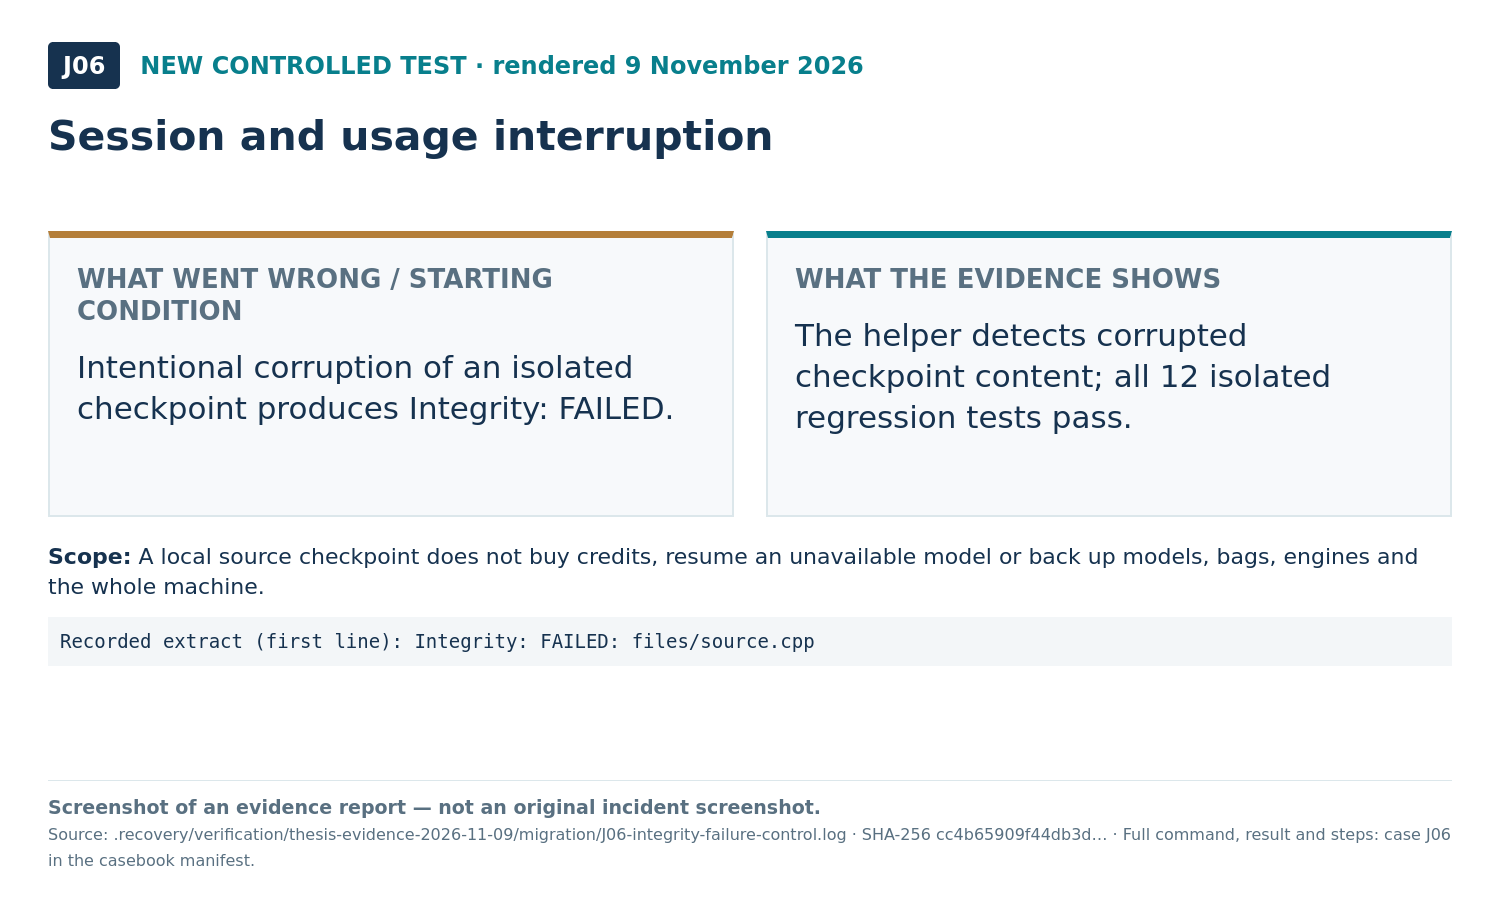 J06 NEW CONTROLLED TEST · rendered 9 November 2026
Session and usage interruption
WHAT WENT WRONG / STARTING
CONDITION
Intentional corruption of an isolated
checkpoint produces Integrity: FAILED.
WHAT THE EVIDENCE SHOWS
The helper detects corrupted
checkpoint content; all 12 isolated
regression tests pass.
Scope: A local source checkpoint does not buy credits, resume an unavailable model or back up models, bags, engines and
the whole machine.
Recorded extract (first line): Integrity: FAILED: files/source.cpp
Screenshot of an evidence report — not an original incident screenshot.
Source: .recovery/verification/thesis-evidence-2026-11-09/migration/J06-integrity-failure-control.log · SHA-256 cc4b65909f44db3d… · Full command, result and steps: case J06
in the casebook manifest.